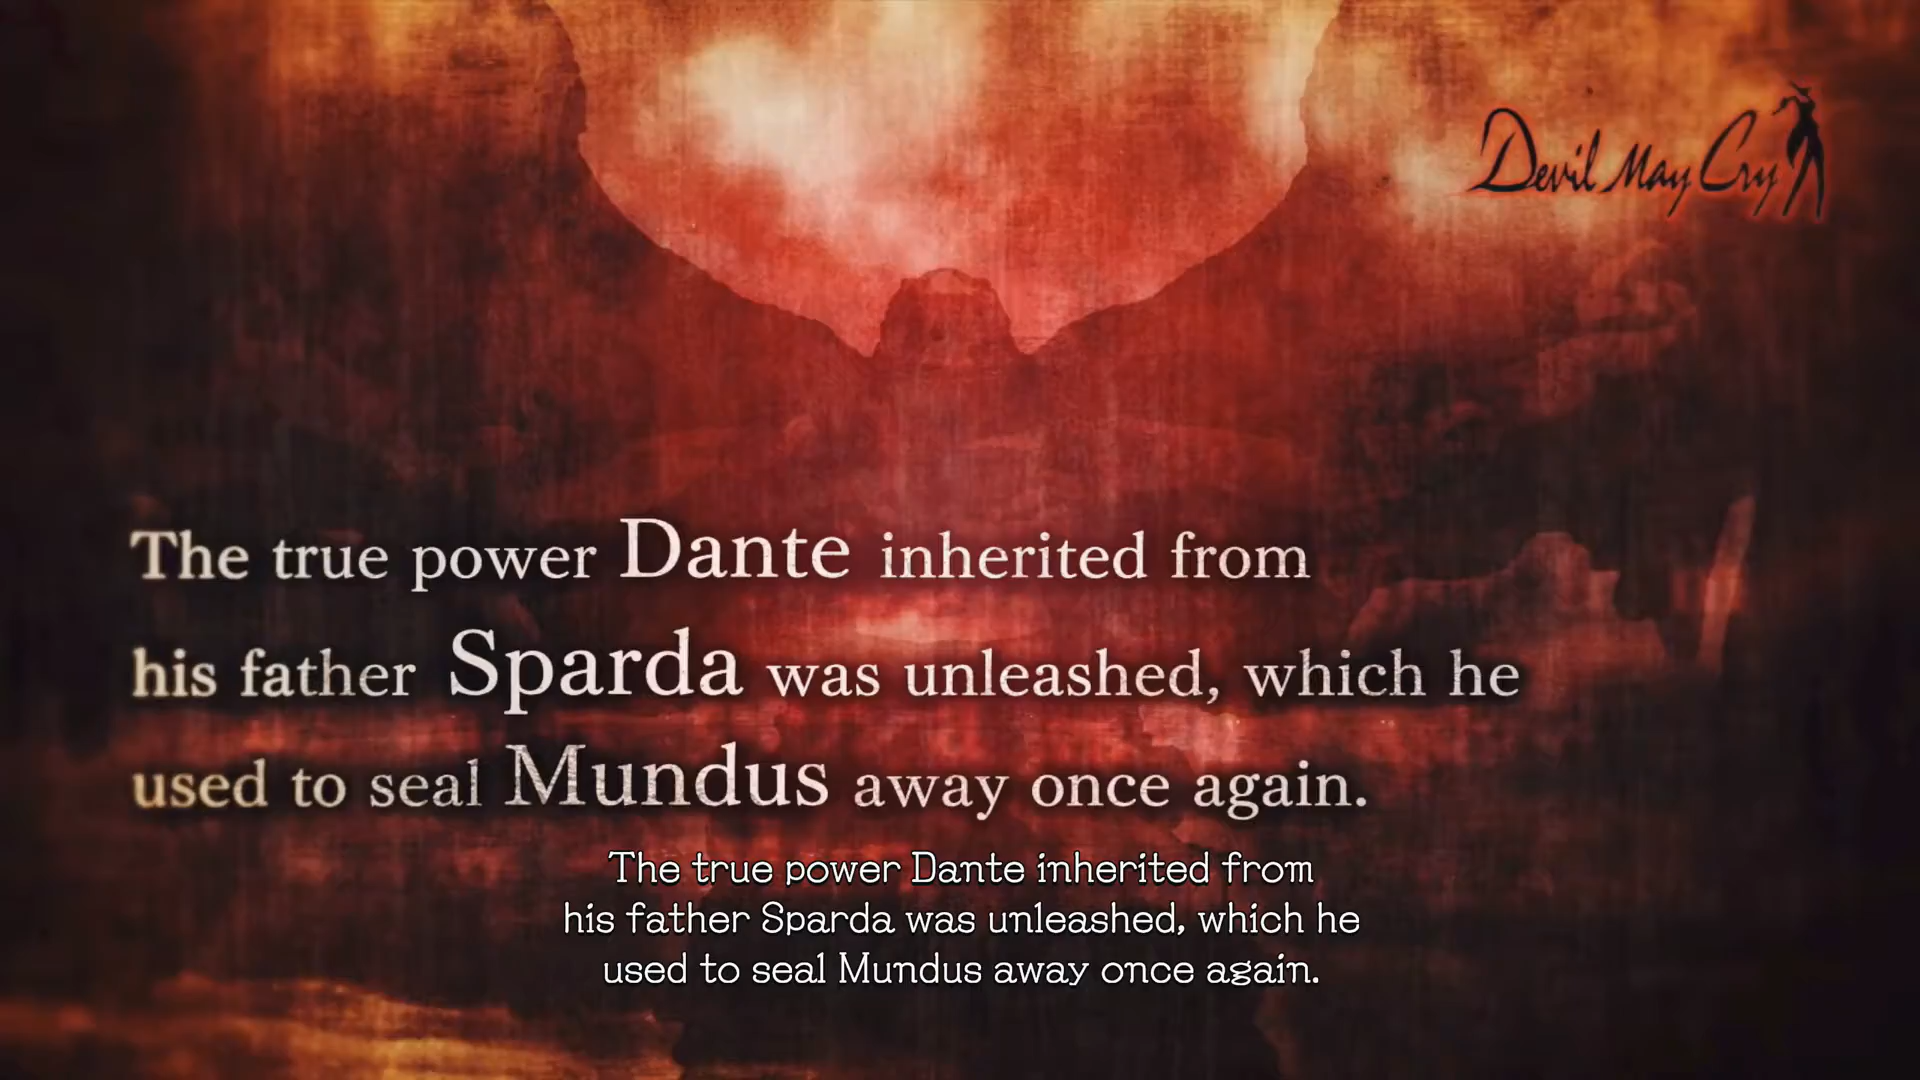 Devil May Cry
The true power Dante inherited from
his father Sparda was unleashed, which he
used to seal Mundus away once again.
The true power Dante inherited from
his father Sparda was unleashed, which he
used to seal Mundus away once again.